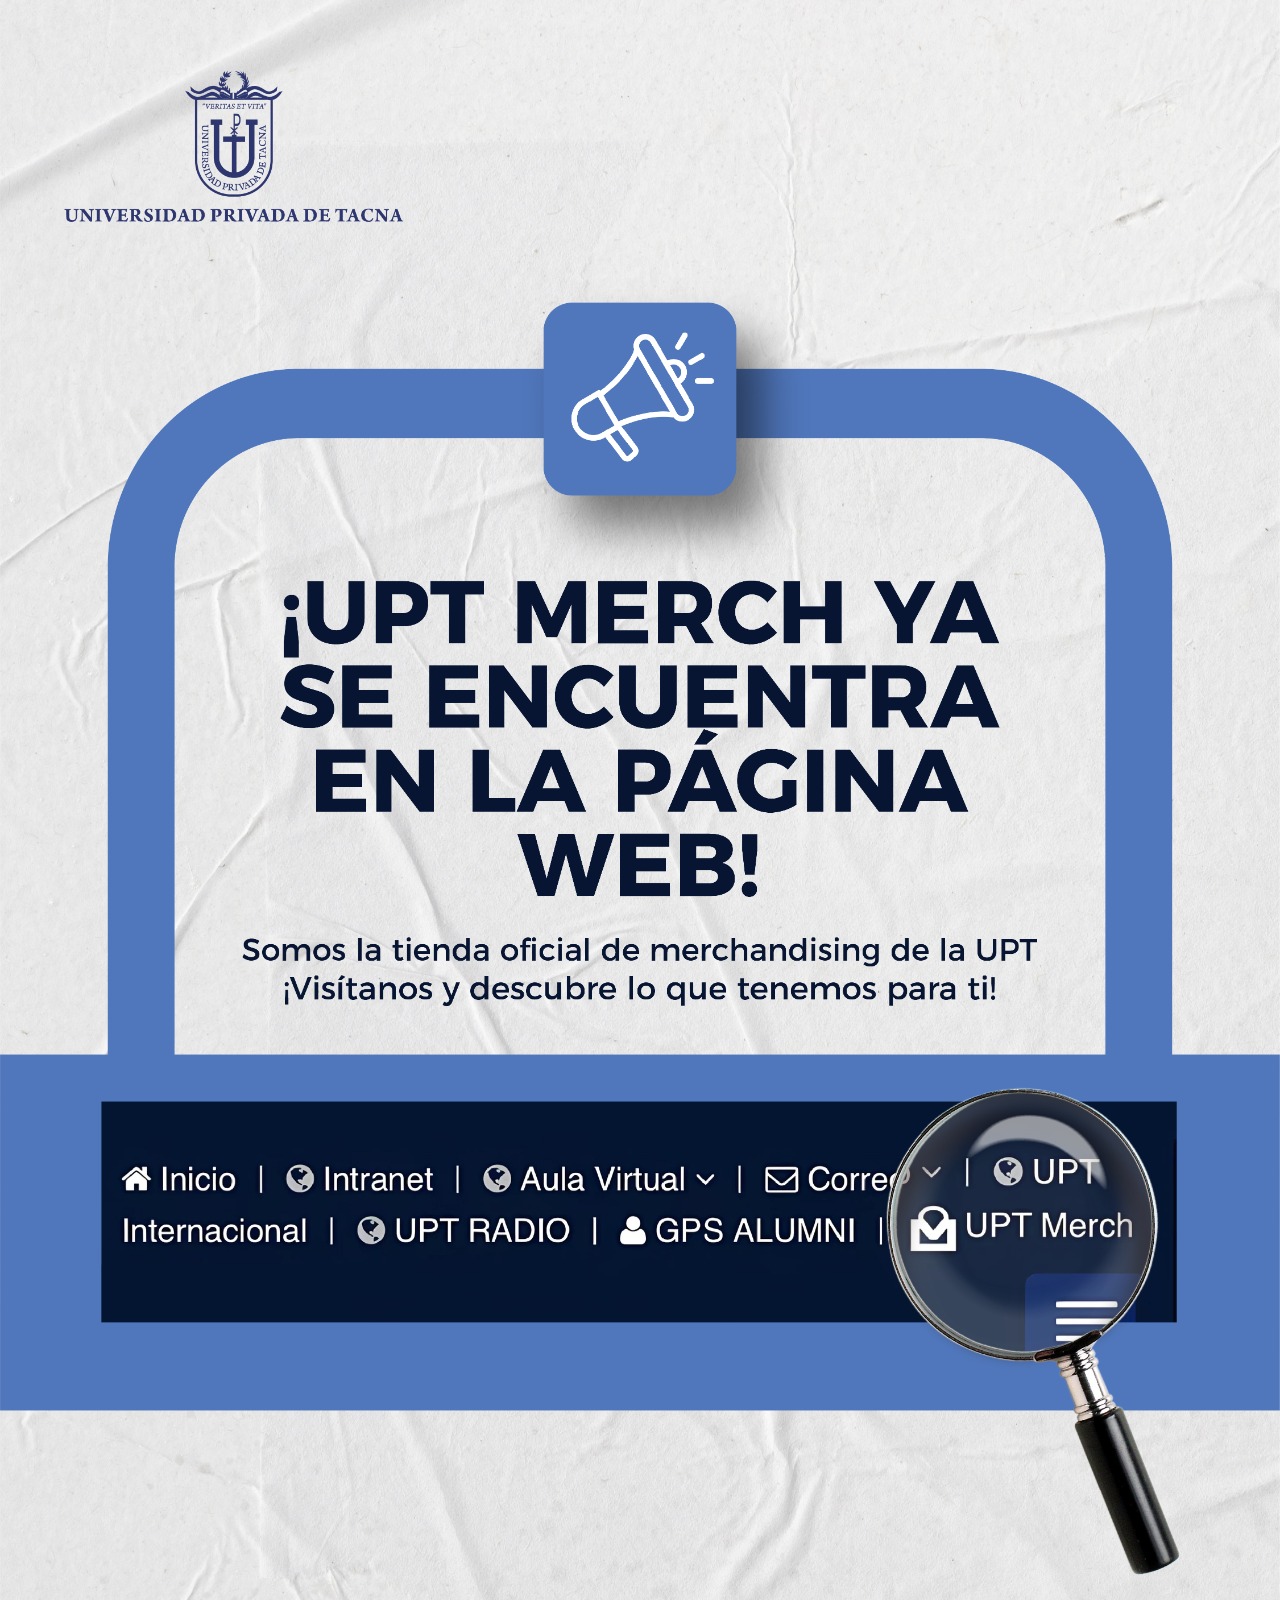 "VERITAS ET VITA"
UNIVERSIDAD PRIVADA DE TACNA
UNIVERSIDAD PRIVADA DE TACNA
¡UPT MERCH YA
SE ENCUENTRA
EN LA PÁGINA
WEB!
Somos la tienda oficial de merchandising de la UPT
¡Visítanos y descubre lo que tenemos para ti!
Inicio | Intranet | Aula Virtual | Correo | UPT
Internacional | UPT RADIO | GPS ALUMNI | UPT Merch